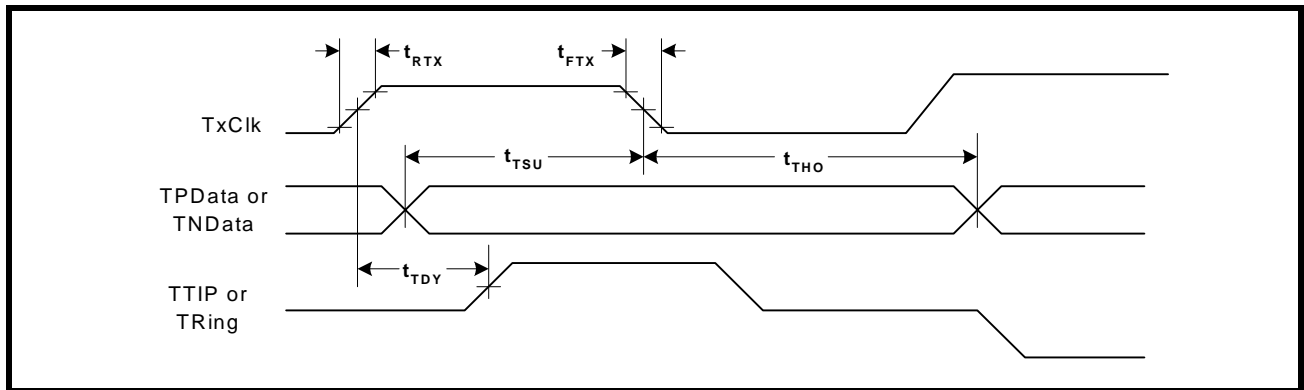 tRTX
tFTX
TxClk
tTSU
tTHO
TPData or
TNData
tTDY
TTIP or
TRing